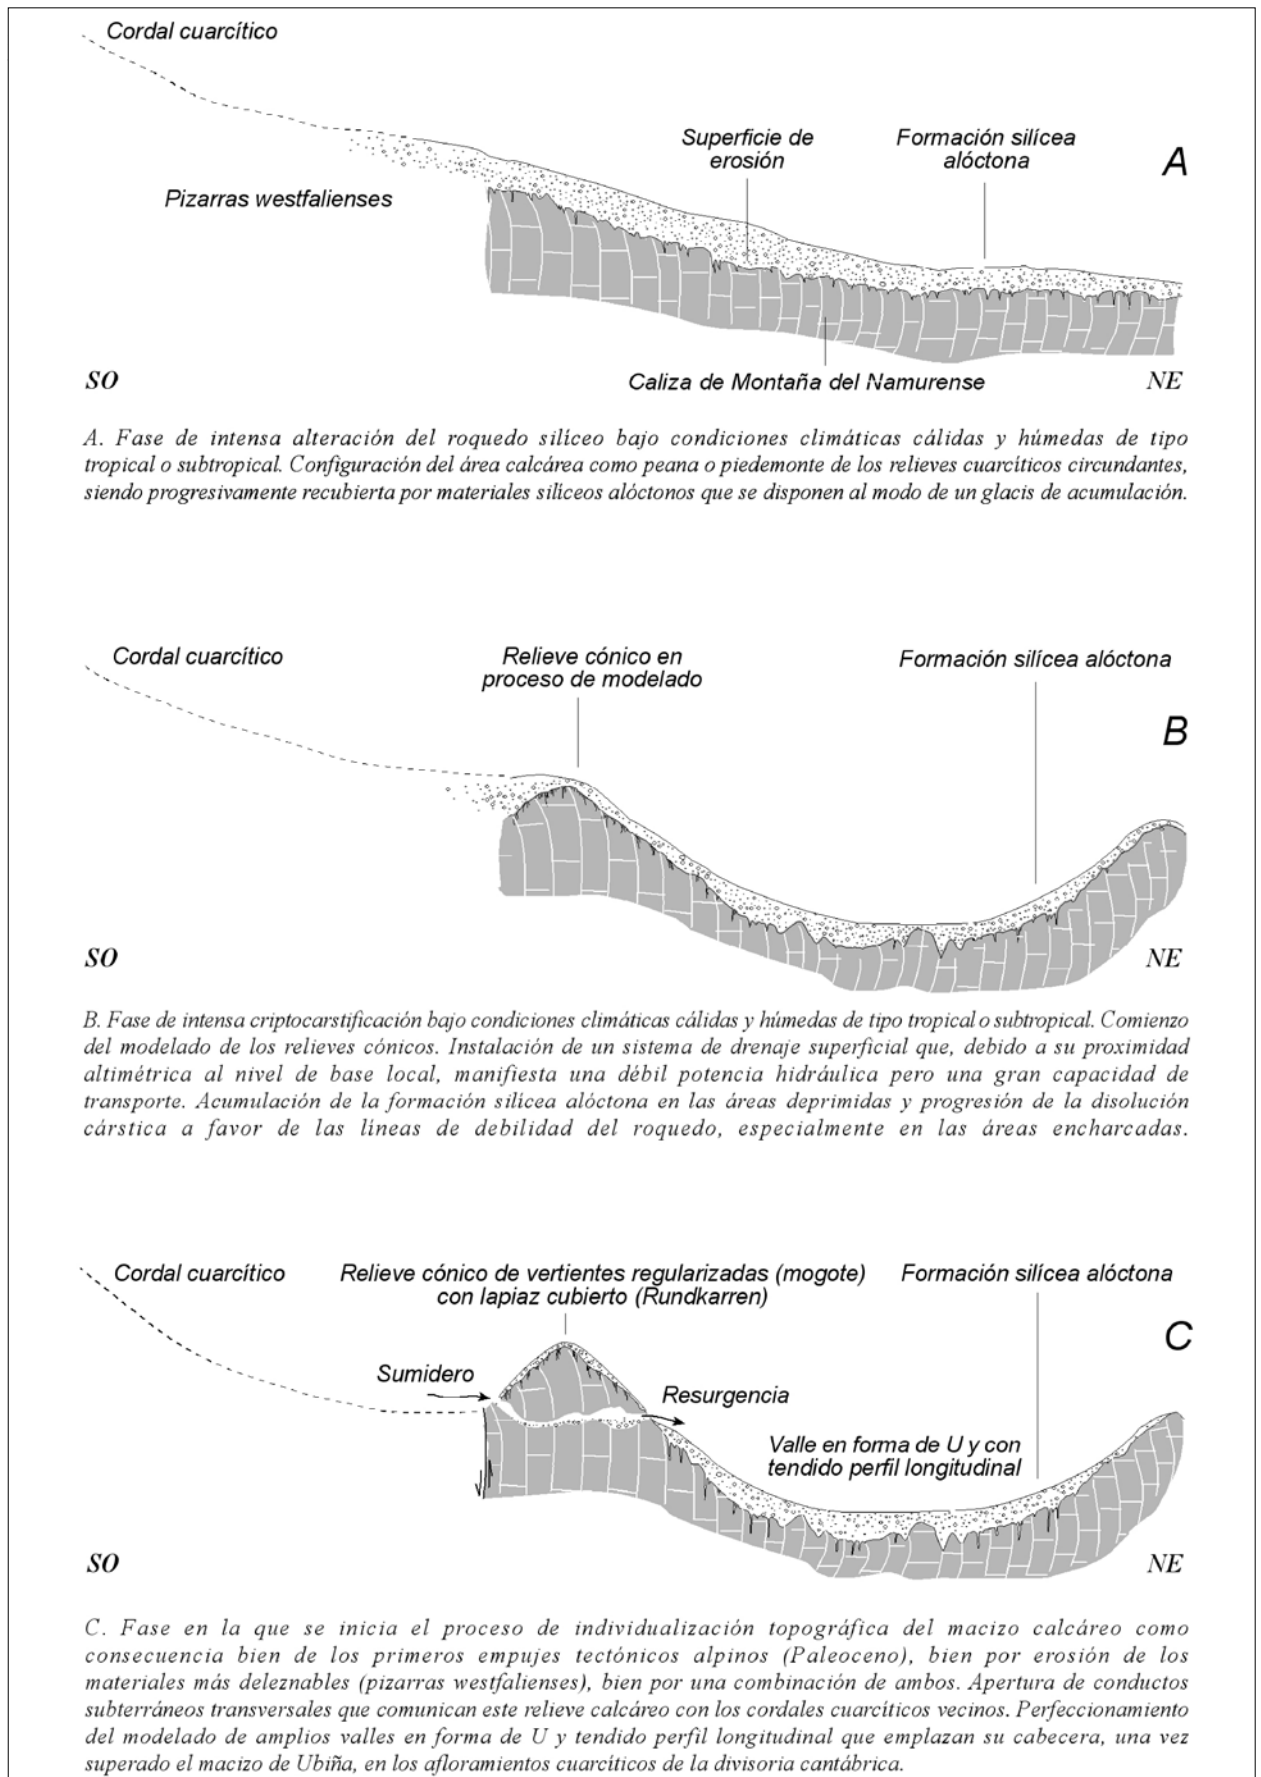 Cordal cuarcítico
Superficie de
erosión
Formación silícea
alóctona
A
Pizarras westfalienses
SO
Caliza de Montaña del Namurense
NE
A. Fase de intensa alteración del roquedo silíceo bajo condiciones climáticas cálidas y húmedas de tipo
tropical o subtropical. Configuración del área calcárea como peana o piedemonte de los relieves cuarcíticos circundantes,
siendo progresivamente recubierta por materiales silíceos alóctonos que se disponen al modo de un glacis de acumulación.
Cordal cuarcítico
Relieve cónico en
proceso de modelado
Formación silícea alóctona
B
SO
NE
B. Fase de intensa criptocarstificación bajo condiciones climáticas cálidas y húmedas de tipo tropical o subtropical. Comienzo
del modelado de los relieves cónicos. Instalación de un sistema de drenaje superficial que, debido a su proximidad
altimétrica al nivel de base local, manifiesta una débil potencia hidráulica pero una gran capacidad de
transporte. Acumulación de la formación silícea alóctona en las áreas deprimidas y progresión de la disolución
cárstica a favor de las líneas de debilidad del roquedo, especialmente en las áreas encharcadas.
Cordal cuarcítico
Relieve cónico de vertientes regularizadas (mogote)
con lapiaz cubierto (Rundkarren)
Formación silícea alóctona
C
Sumidero
Resurgencia
Valle en forma de U y con
tendido perfil longitudinal
SO
NE
C. Fase en la que se inicia el proceso de individualización topográfica del macizo calcáreo como
consecuencia bien de los primeros empujes tectónicos alpinos (Paleoceno), bien por erosión de los
materiales más deleznables (pizarras westfalienses), bien por una combinación de ambos. Apertura de conductos
subterráneos transversales que comunican este relieve calcáreo con los cordales cuarcíticos vecinos. Perfeccionamiento
del modelado de amplios valles en forma de U y tendido perfil longitudinal que emplazan su cabecera, una vez
superado el macizo de Ubiña, en los afloramientos cuarcíticos de la divisoria cantábrica.